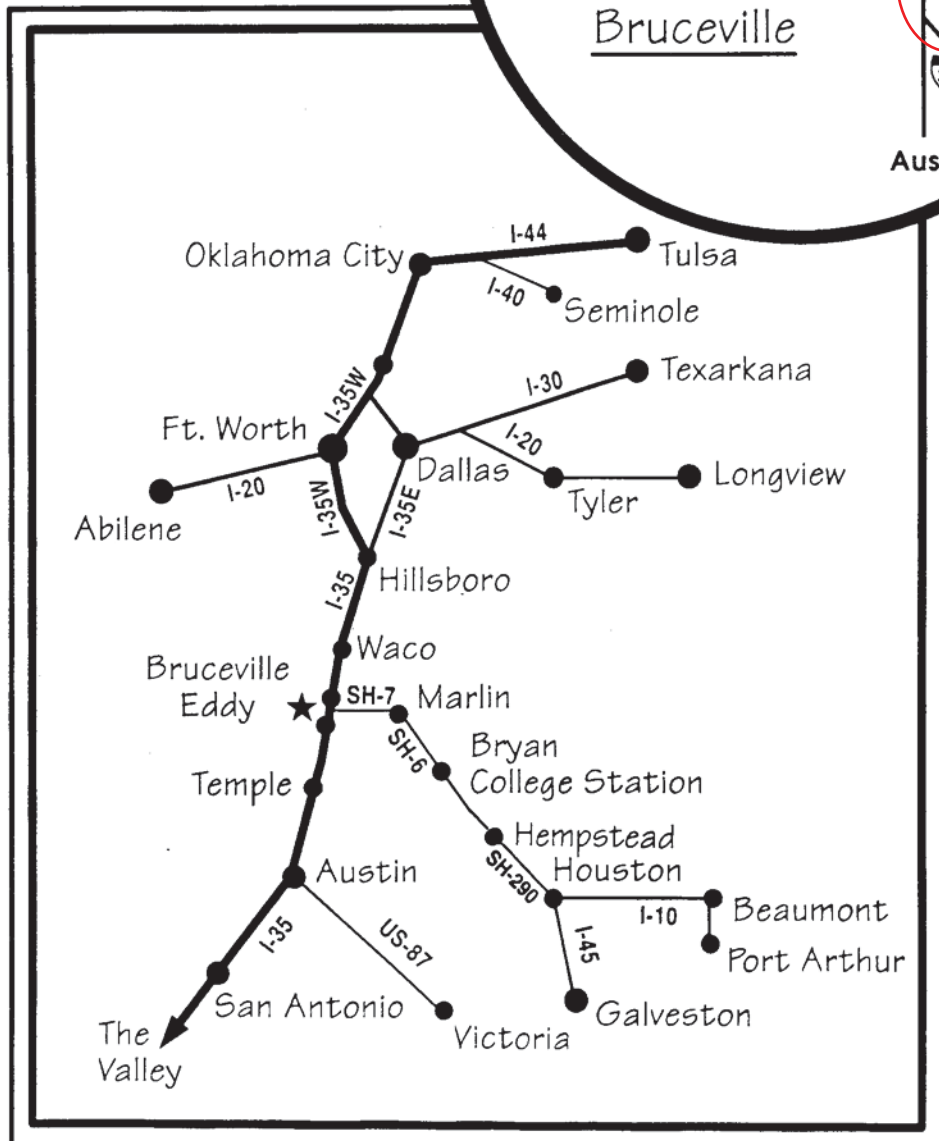 Bruceville
Aus
I-44
Oklahoma City
Tulsa
I-40
Seminole
I-35W
I-30
Texarkana
Ft. Worth
I-20
Dallas
I-20
Abilene
I-35W
I-35E
Tyler
Longview
Hillsboro
I-35
Waco
Bruceville
Eddy
SH-7
Marlin
SH-6
Bryan
College Station
Temple
Hempstead
SH-290
Houston
Austin
I-10
Beaumont
I-35
US-87
I-45
Port Arthur
San Antonio
Galveston
The
Valley
Victoria